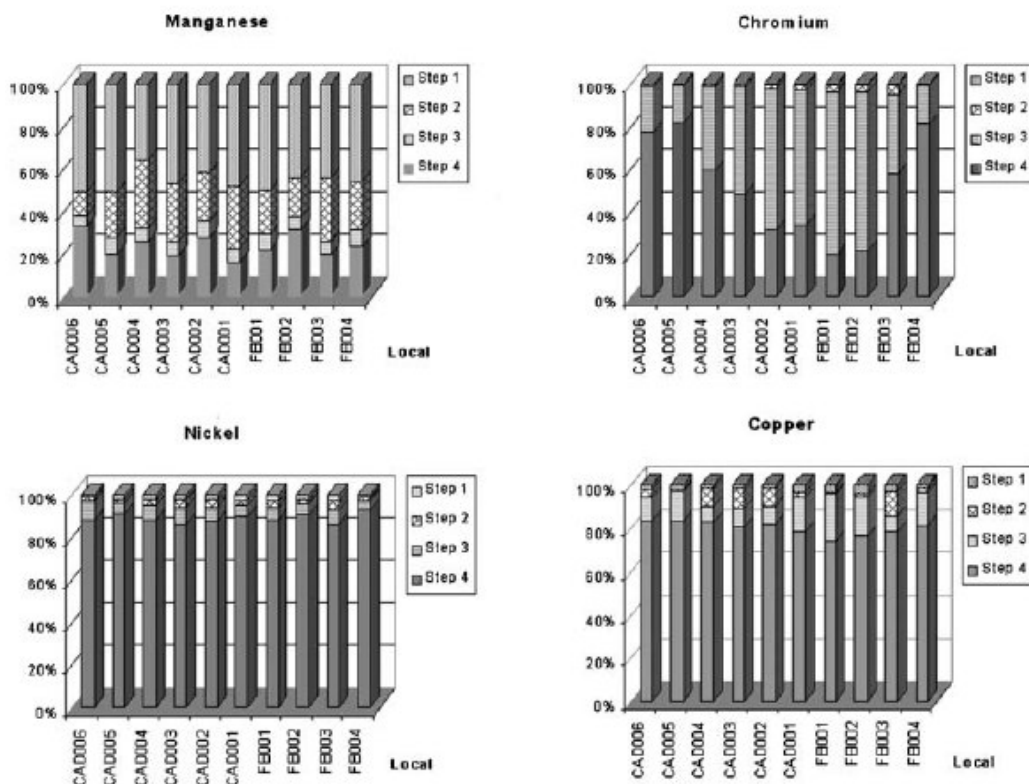 Manganese
100%
80%
60%
40%
20%
0%
Step 1
Step 2
Step 3
Step 4
CAD006
CAD005
CAD004
CAD003
CAD002
CAD001
FB001
FB002
FB003
FB004
Local
Chromium
100%
80%
60%
40%
20%
0%
Step 1
Step 2
Step 3
Step 4
CAD006
CAD005
CAD004
CAD003
CAD002
CAD001
FB001
FB002
FB003
FB004
Local
Nickel
100%
80%
60%
40%
20%
0%
Step 1
Step 2
Step 3
Step 4
CAD006
CAD005
CAD004
CAD003
CAD002
CAD001
FB001
FB002
FB003
FB004
Local
Copper
100%
80%
60%
40%
20%
0%
Step 1
Step 2
Step 3
Step 4
CAD006
CAD005
CAD004
CAD003
CAD002
CAD001
FB001
FB002
FB003
FB004
Local